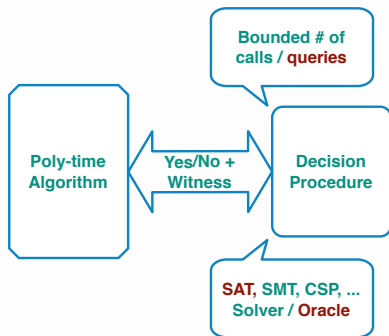 Bounded # of
calls / queries
Poly-time
Algorithm
Yes/No +
Witness
Decision
Procedure
SAT, SMT, CSP, ...
Solver / Oracle